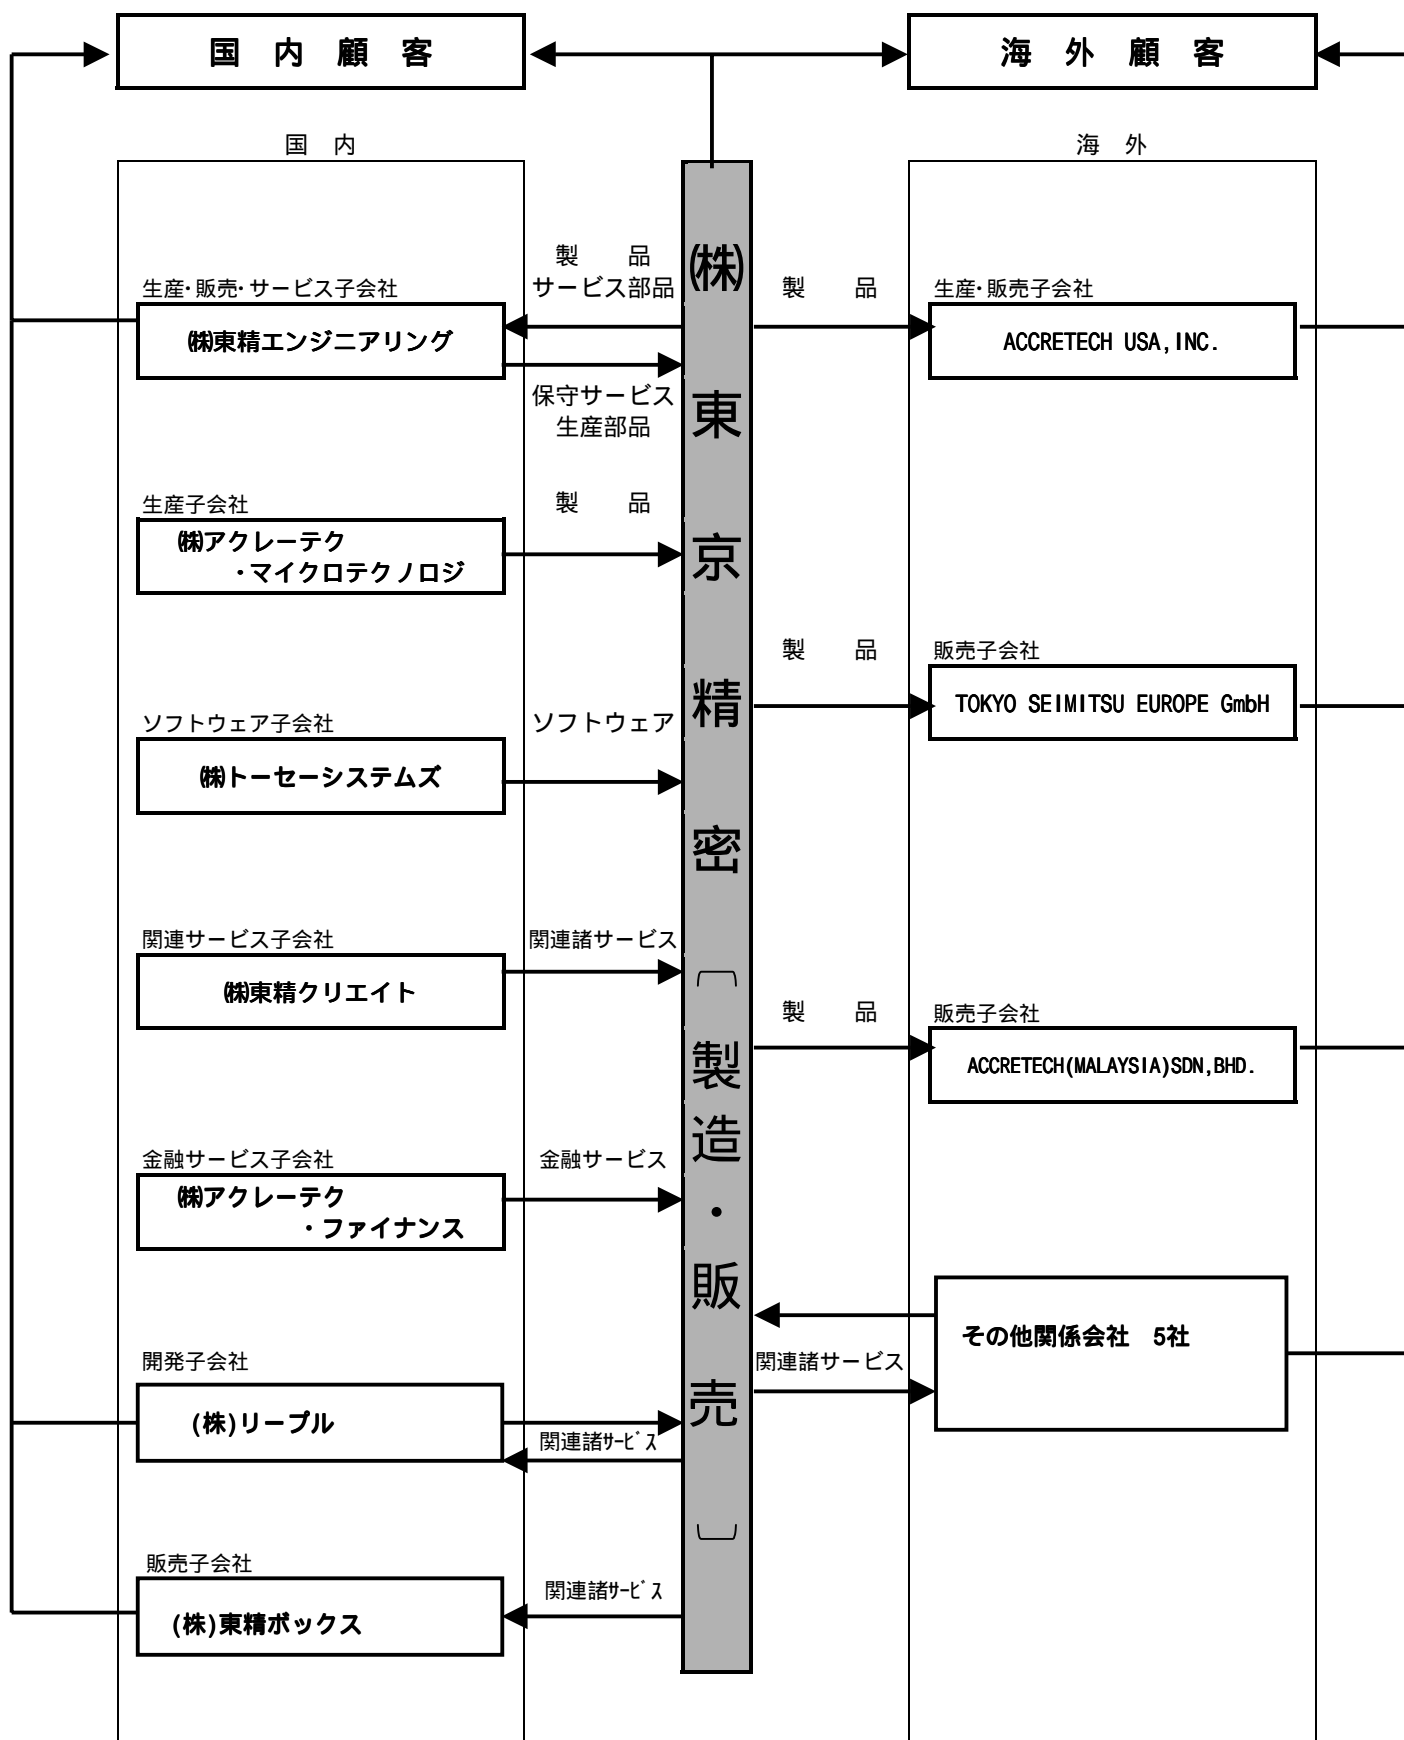 国 内 顧 客
海 外 顧 客
国 内
海 外
製 品
サービス部品
製 品
生産・販売・サービス子会社
㈱東精エンジニアリング
保守サービス
生産部品
生産・販売子会社
ACCRETECH USA,INC.
生産子会社
㈱アクレーテク
・マイクロテクノロジ
製 品
ソフトウェア子会社
㈱トーセーシステムズ
ソフトウェア
製 品
販売子会社
TOKYO SEIMITSU EUROPE GmbH
関連サービス子会社
㈱東精クリエイト
関連諸サービス
製 品
販売子会社
ACCRETECH(MALAYSIA)SDN,BHD.
金融サービス子会社
㈱アクレーテク
・ファイナンス
金融サービス
開発子会社
(株)リープル
関連諸ｻｰﾋﾞｽ
関連諸サービス
その他関係会社 5社
販売子会社
(株)東精ボックス
関連諸ｻｰﾋﾞｽ
㈱東京精密〔製造・販売〕